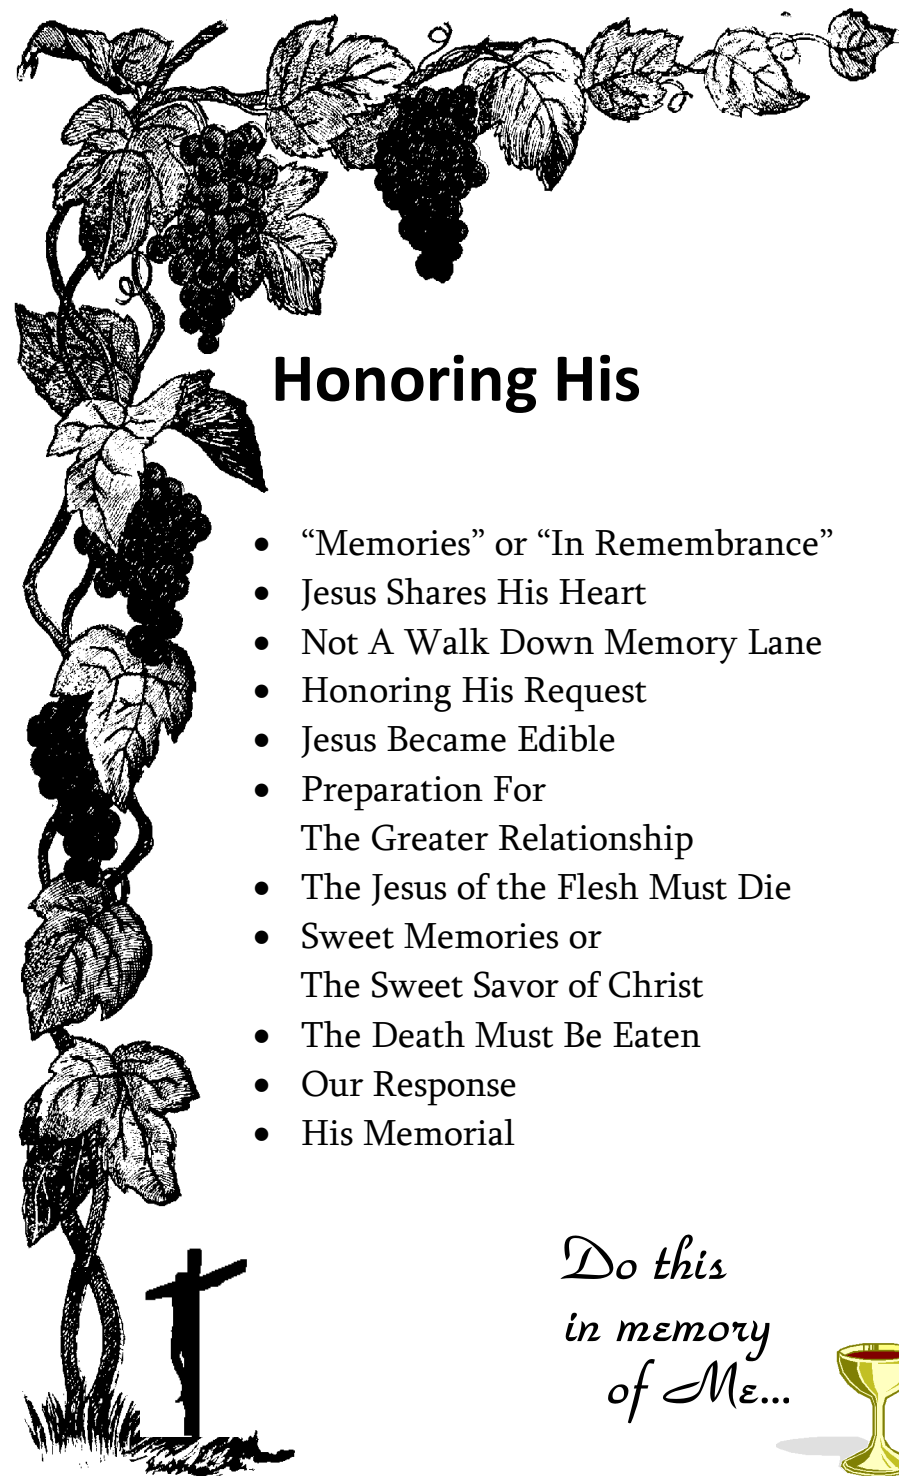 Honoring His
• “Memories” or “In Remembrance”
• Jesus Shares His Heart
• Not A Walk Down Memory Lane
• Honoring His Request
• Jesus Became Edible
• Preparation For
The Greater Relationship
• The Jesus of the Flesh Must Die
• Sweet Memories or
The Sweet Savor of Christ
• The Death Must Be Eaten
• Our Response
• His Memorial
Do this
in memory
of Me...